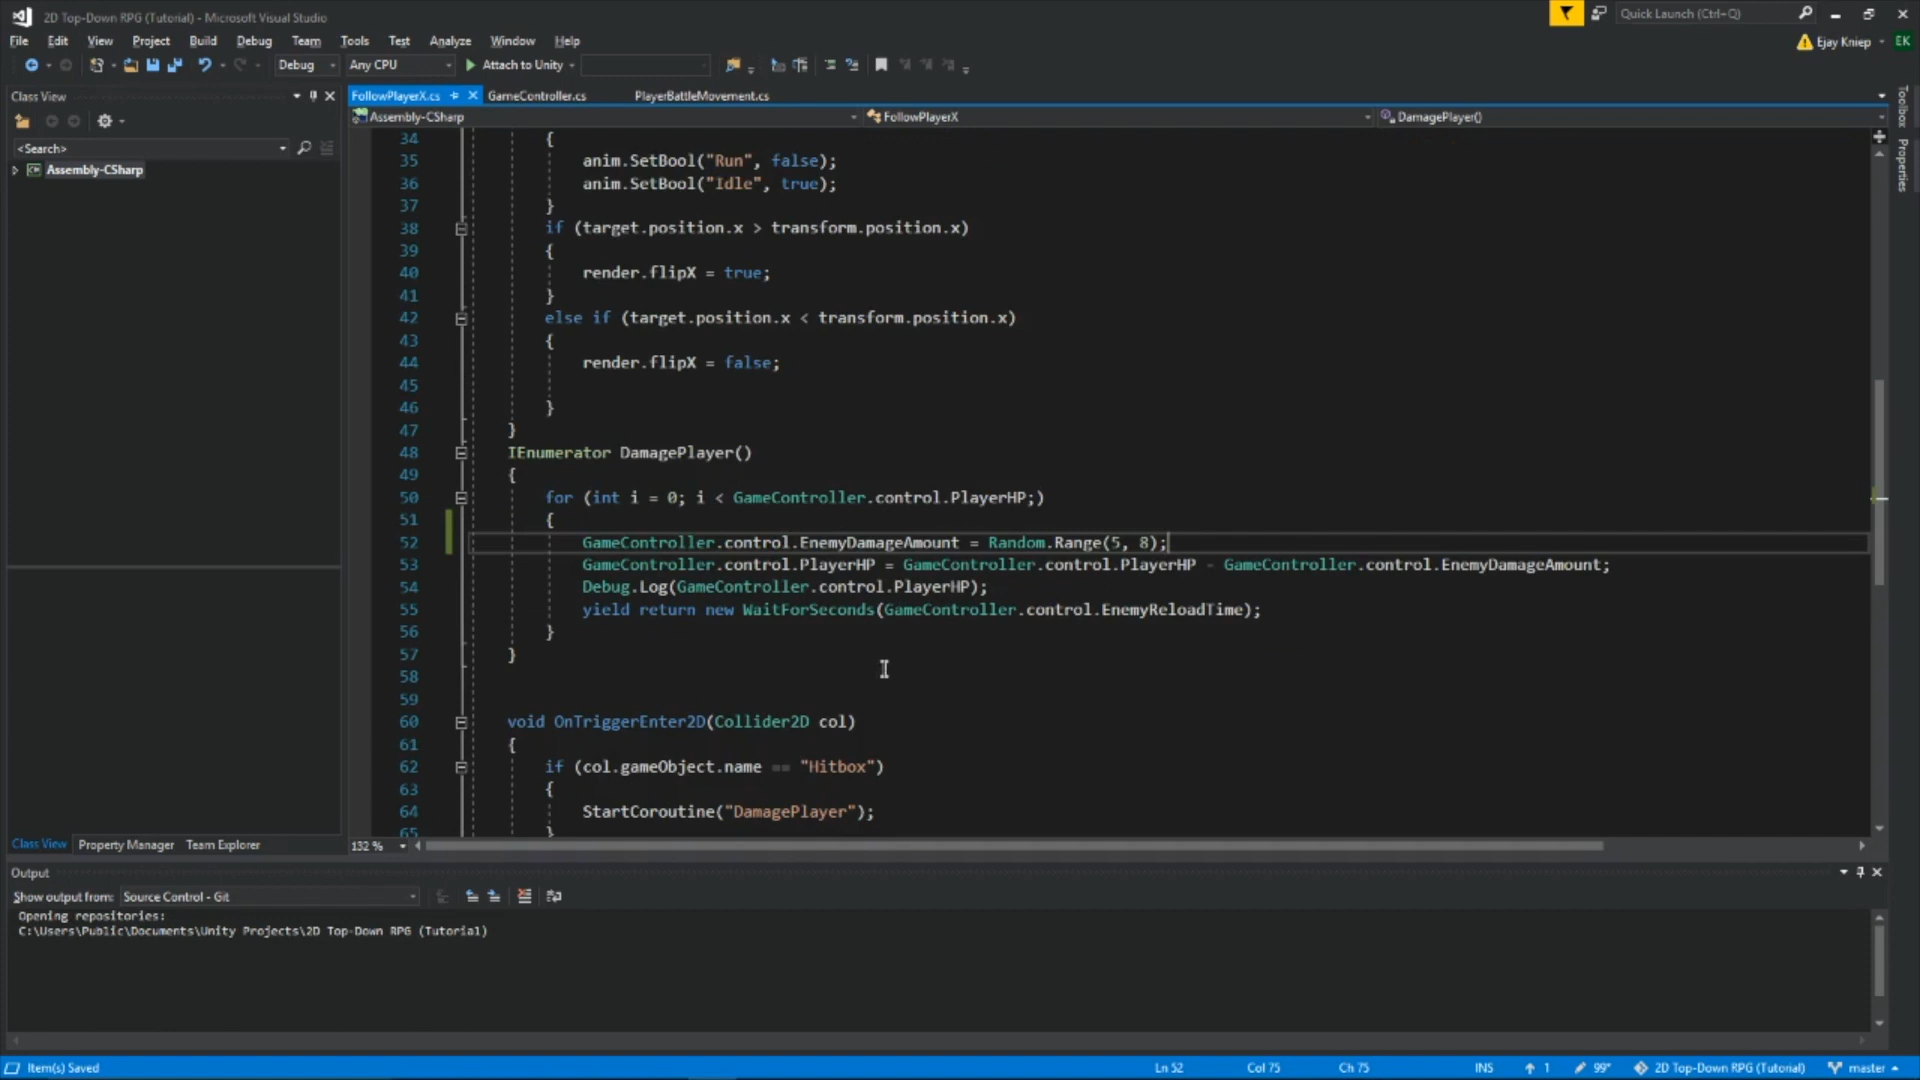 2D Top-Down RPG (Tutorial) - Microsoft Visual Studio
Quick Launch (Ctrl+Q)
File Edit View Project Build Debug Team Tools Test Analyze Window Help
Ejay Kniep EK
Debug Any CPU Attach to Unity
Class View
FollowPlayerX.cs GameController.cs PlayerBattleMovement.cs
Assembly-CSharp FollowPlayerX DamagePlayer()
<Search>
Assembly-CSharp
Toolbox
Properties
34 {
35 anim.SetBool("Run", false);
36 anim.SetBool("Idle", true);
37 }
38 if (target.position.x > transform.position.x)
39 {
40 render.flipX = true;
41 }
42 else if (target.position.x < transform.position.x)
43 {
44 render.flipX = false;
45
46 }
47 }
48 IEnumerator DamagePlayer()
49 {
50 for (int i = 0; i < GameController.control.PlayerHP;)
51 {
52 GameController.control.EnemyDamageAmount = Random.Range(5, 8);
53 GameController.control.PlayerHP = GameController.control.PlayerHP - GameController.control.EnemyDamageAmount;
54 Debug.Log(GameController.control.PlayerHP);
55 yield return new WaitForSeconds(GameController.control.EnemyReloadTime);
56 }
57 }
58
59
60 void OnTriggerEnter2D(Collider2D col)
61 {
62 if (col.gameObject.name == "Hitbox")
63 {
64 StartCoroutine("DamagePlayer");
65 }
Class View Property Manager Team Explorer
132 %
Output
Show output from: Source Control - Git
Opening repositories:
C:\Users\Public\Documents\Unity Projects\2D Top-Down RPG (Tutorial)
Item(s) Saved Ln 52 Col 75 Ch 75 INS 1 99* 2D Top-Down RPG (Tutorial) master